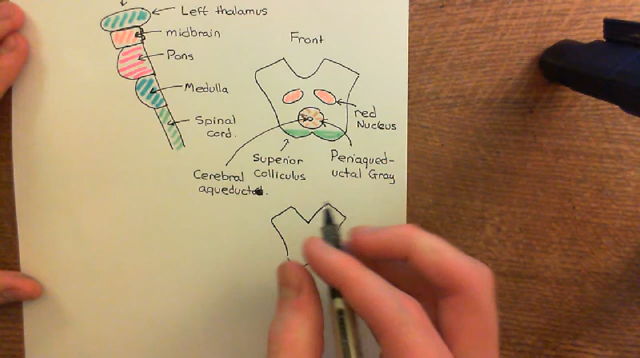 Left thalamus
midbrain
Pons
Medulla
Spinal
cord.
Front
red
Nucleus
Superior
Colliculus
Periaqued-
uctal Gray
Cerebral
aqueduct.